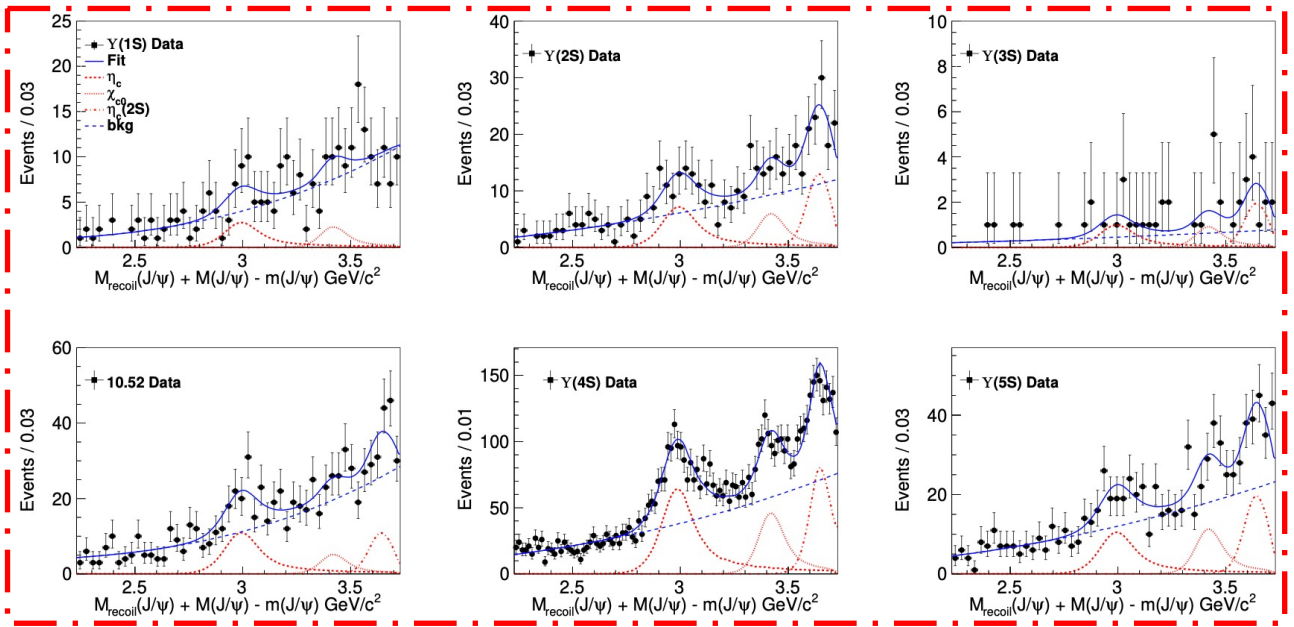 25
20
15
10
5
0
Events / 0.03
ϒ(1S) Data
Fit
η_c
χ_c0
η_c(2S)
bkg
2.5 3 3.5
M_recoil(J/ψ) + M(J/ψ) - m(J/ψ) GeV/c²
40
30
20
10
0
Events / 0.03
ϒ(2S) Data
2.5 3 3.5
M_recoil(J/ψ) + M(J/ψ) - m(J/ψ) GeV/c²
10
8
6
4
2
0
Events / 0.03
ϒ(3S) Data
2.5 3 3.5
M_recoil(J/ψ) + M(J/ψ) - m(J/ψ) GeV/c²
60
40
20
0
Events / 0.03
10.52 Data
2.5 3 3.5
M_recoil(J/ψ) + M(J/ψ) - m(J/ψ) GeV/c²
150
100
50
0
Events / 0.01
ϒ(4S) Data
2.5 3 3.5
M_recoil(J/ψ) + M(J/ψ) - m(J/ψ) GeV/c²
40
20
0
Events / 0.03
ϒ(5S) Data
2.5 3 3.5
M_recoil(J/ψ) + M(J/ψ) - m(J/ψ) GeV/c²